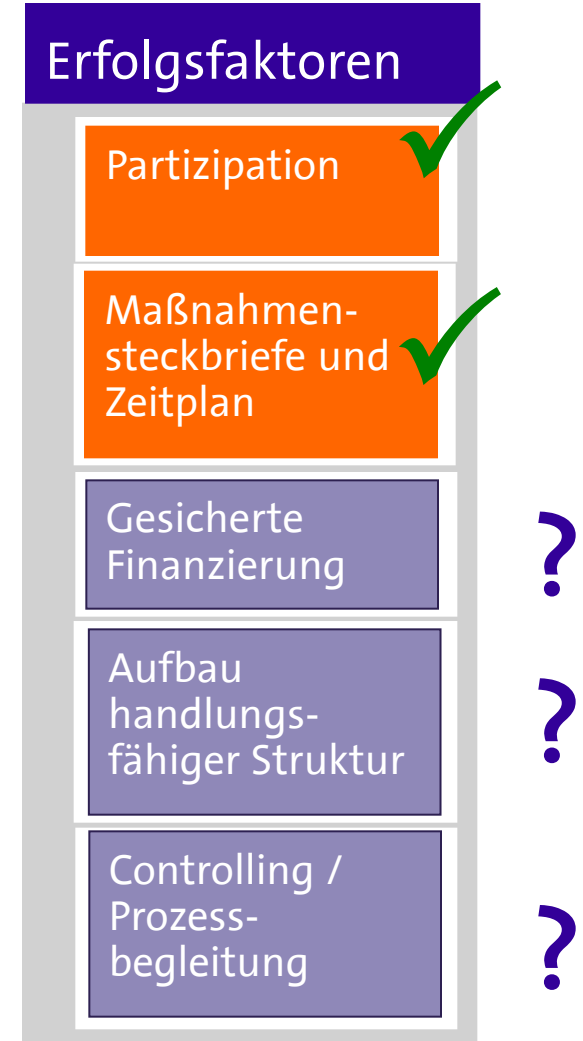 Erfolgsfaktoren
Partizipation
Maßnahmen-
steckbriefe und
Zeitplan
Gesicherte
Finanzierung
?
Aufbau
handlungs-
fähiger Struktur
?
Controlling /
Prozess-
begleitung
?